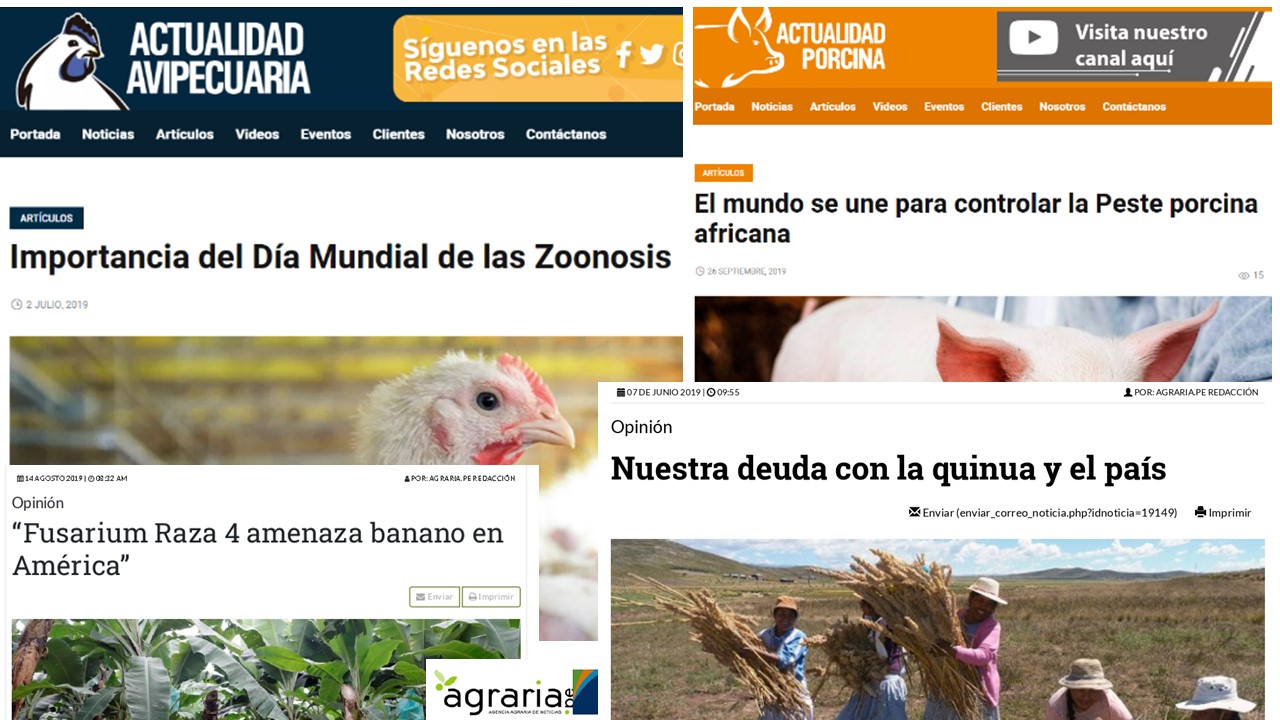 ACTUALIDAD
AVIPECUARIA
Síguenos en las
Redes Sociales
Portada Noticias Artículos Videos Eventos Clientes Nosotros Contáctanos
ARTÍCULOS
Importancia del Día Mundial de las Zoonosis
2 JULIO, 2019
ACTUALIDAD
PORCINA
Visita nuestro
canal aquí
Portada Noticias Artículos Videos Eventos Clientes Nosotros Contáctanos
ARTÍCULOS
El mundo se une para controlar la Peste porcina
africana
26 SEPTIEMBRE, 2019
15
14 AGOSTO 2019 | 08:32 AM
POR: AGRARIA.PE REDACCIÓN
Opinión
“Fusarium Raza 4 amenaza banano en
América”
Enviar Imprimir
agraria.pe
AGENCIA AGRARIA DE NOTICIAS
07 DE JUNIO 2019 | 09:55
POR: AGRARIA.PE REDACCIÓN
Opinión
Nuestra deuda con la quinua y el país
Enviar (enviar_correo_noticia.php?idnoticia=19149) Imprimir